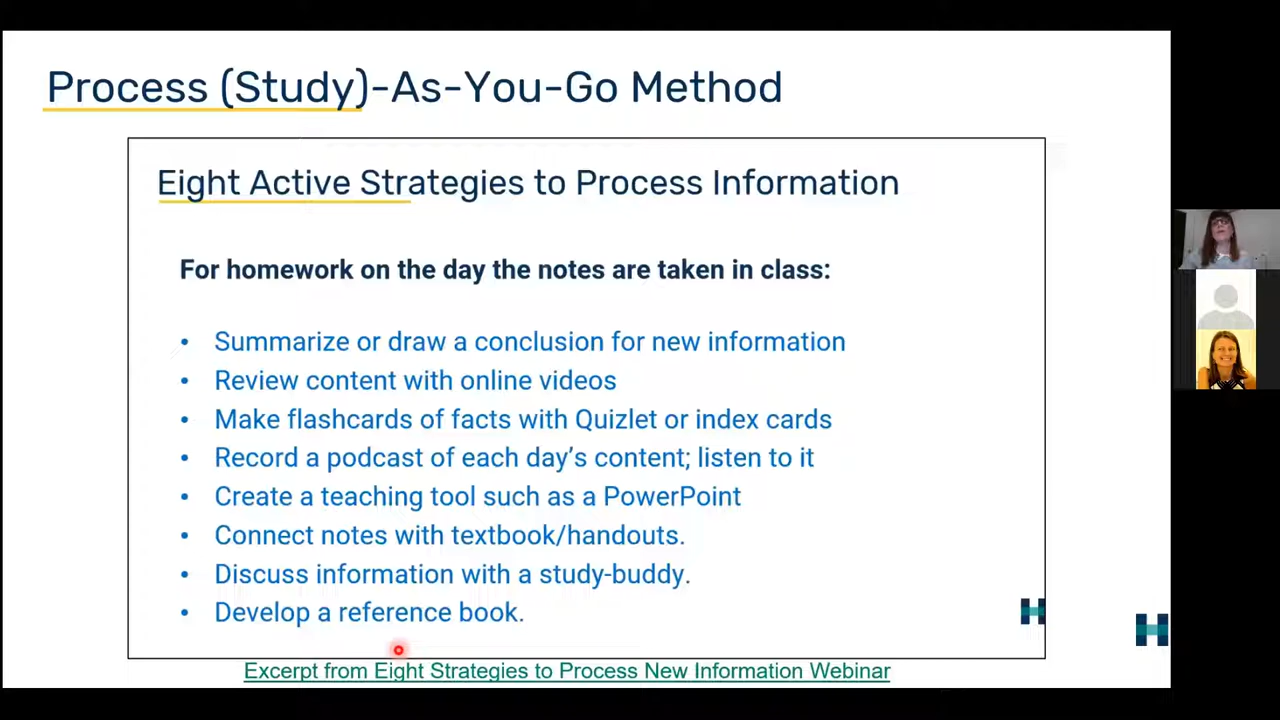 Process (Study)-As-You-Go Method
Eight Active Strategies to Process Information
For homework on the day the notes are taken in class:
• Summarize or draw a conclusion for new information
• Review content with online videos
• Make flashcards of facts with Quizlet or index cards
• Record a podcast of each day's content; listen to it
• Create a teaching tool such as a PowerPoint
• Connect notes with textbook/handouts.
• Discuss information with a study-buddy.
• Develop a reference book.
H
H
Excerpt from Eight Strategies to Process New Information Webinar